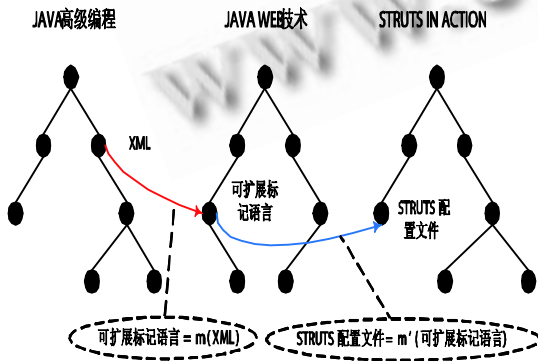 JAVA高级编程
JAVA WEB技术
STRUTS IN ACTION
XML
可扩展标
记语言
STRUTS 配
置文件
可扩展标记语言 = m(XML)
STRUTS 配置文件= m′(可扩展标记语言)
www.